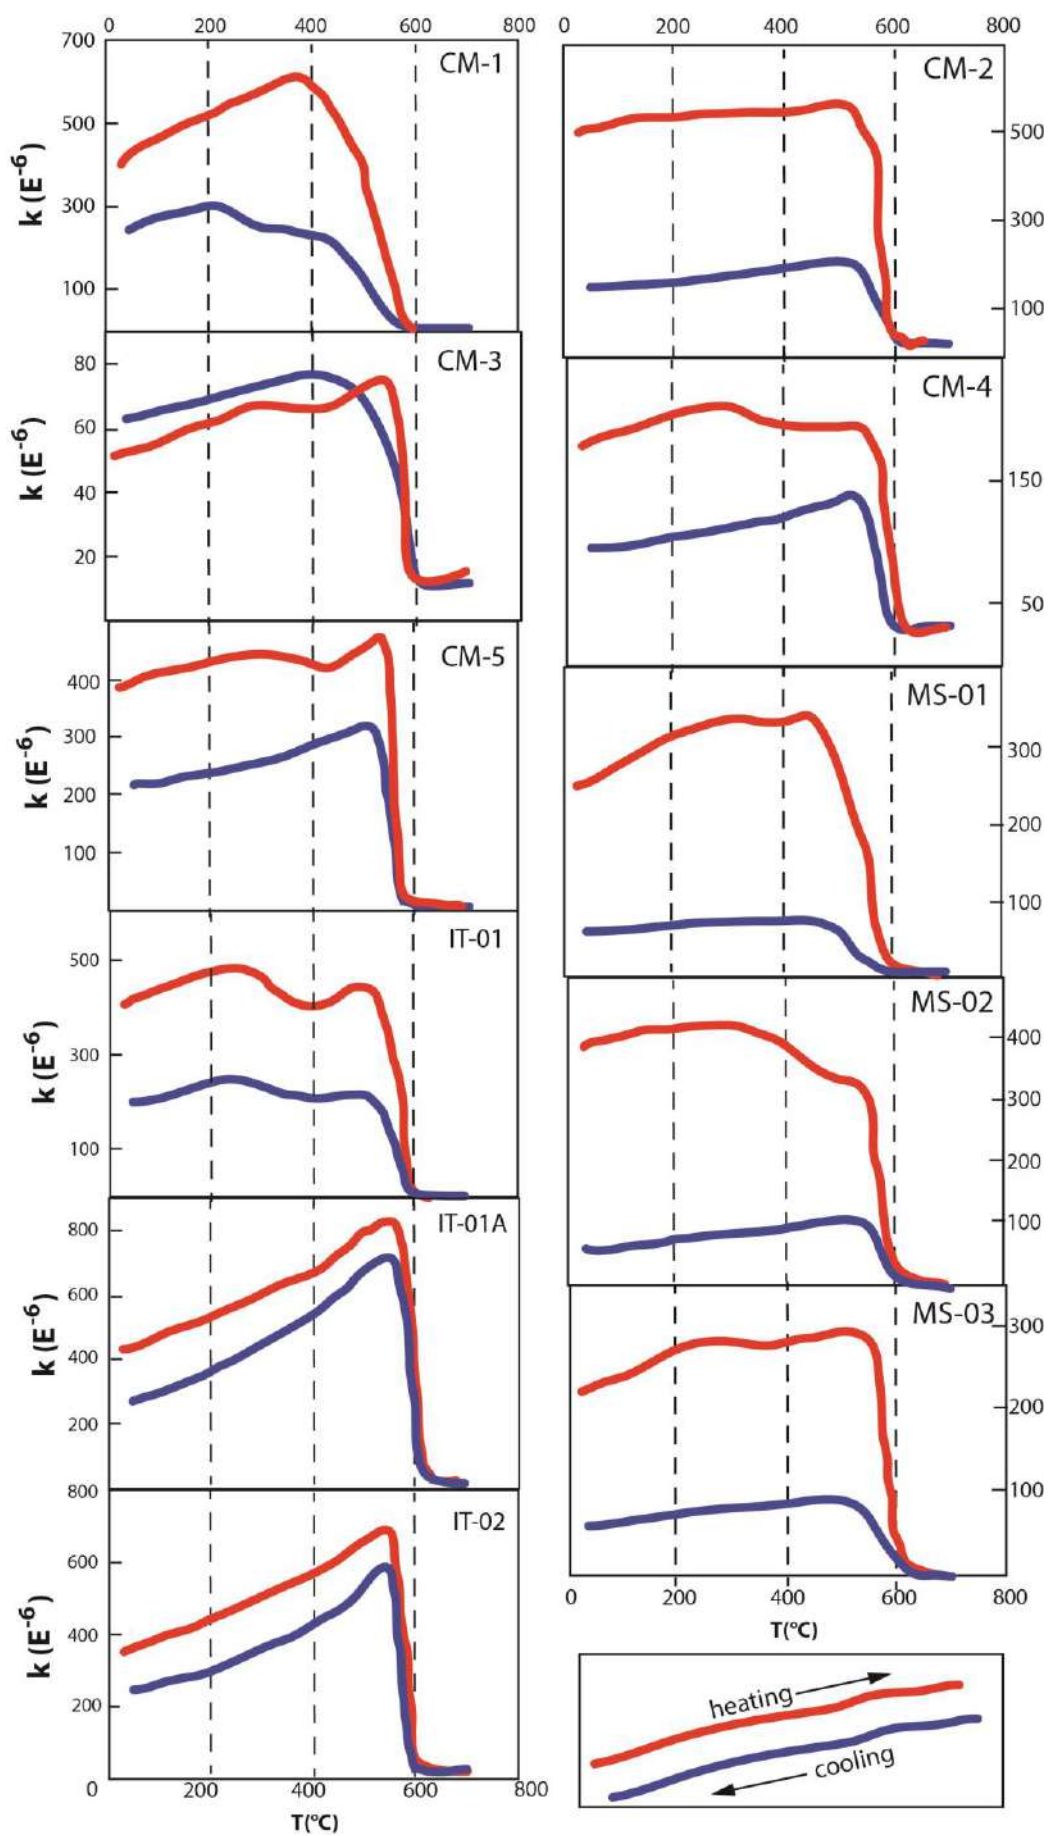 0 200 400 600 800
700
500
300
100
k (E⁻⁶)
CM-1
80
60
40
20
k (E⁻⁶)
CM-3
400
300
200
100
k (E⁻⁶)
CM-5
500
300
100
k (E⁻⁶)
IT-01
800
600
400
200
k (E⁻⁶)
IT-01A
800
600
400
200
k (E⁻⁶)
IT-02
0 200 400 600 800
T(°C)
0 200 400 600 800
CM-2
500
300
100
CM-4
150
50
MS-01
300
200
100
MS-02
400
300
200
100
MS-03
300
200
100
0 200 400 600 800
T(°C)
heating
cooling